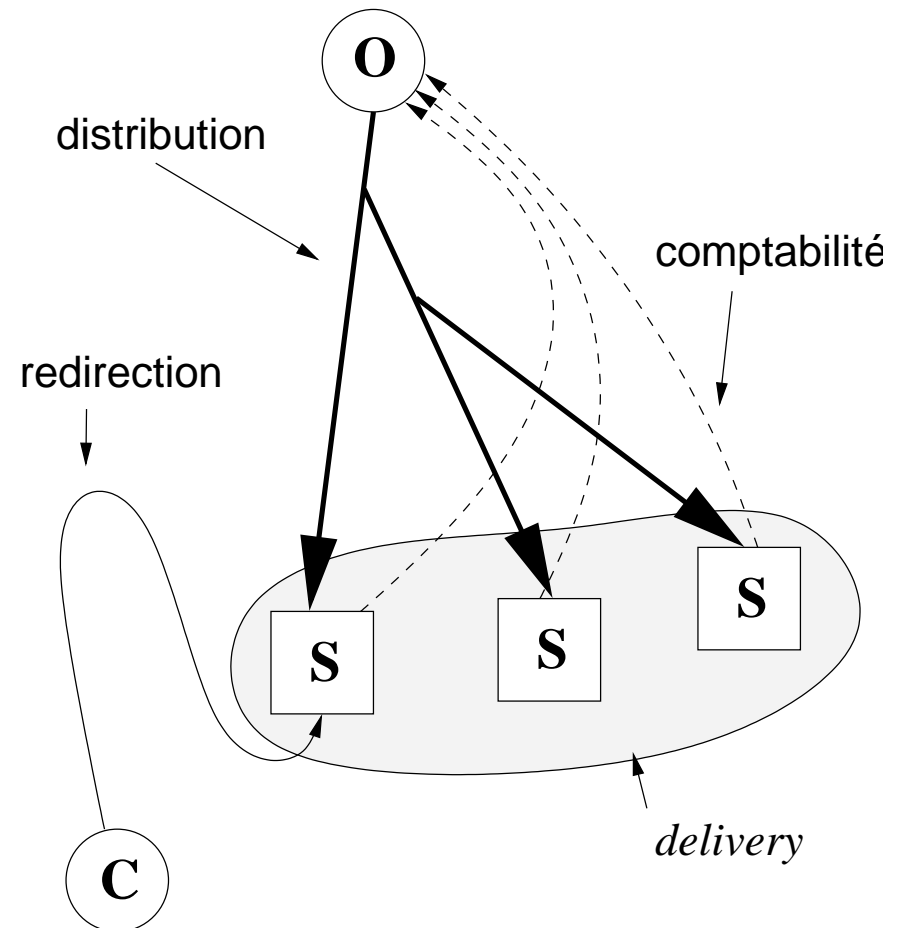 O
distribution
comptabilité
redirection
S
S
S
delivery
C